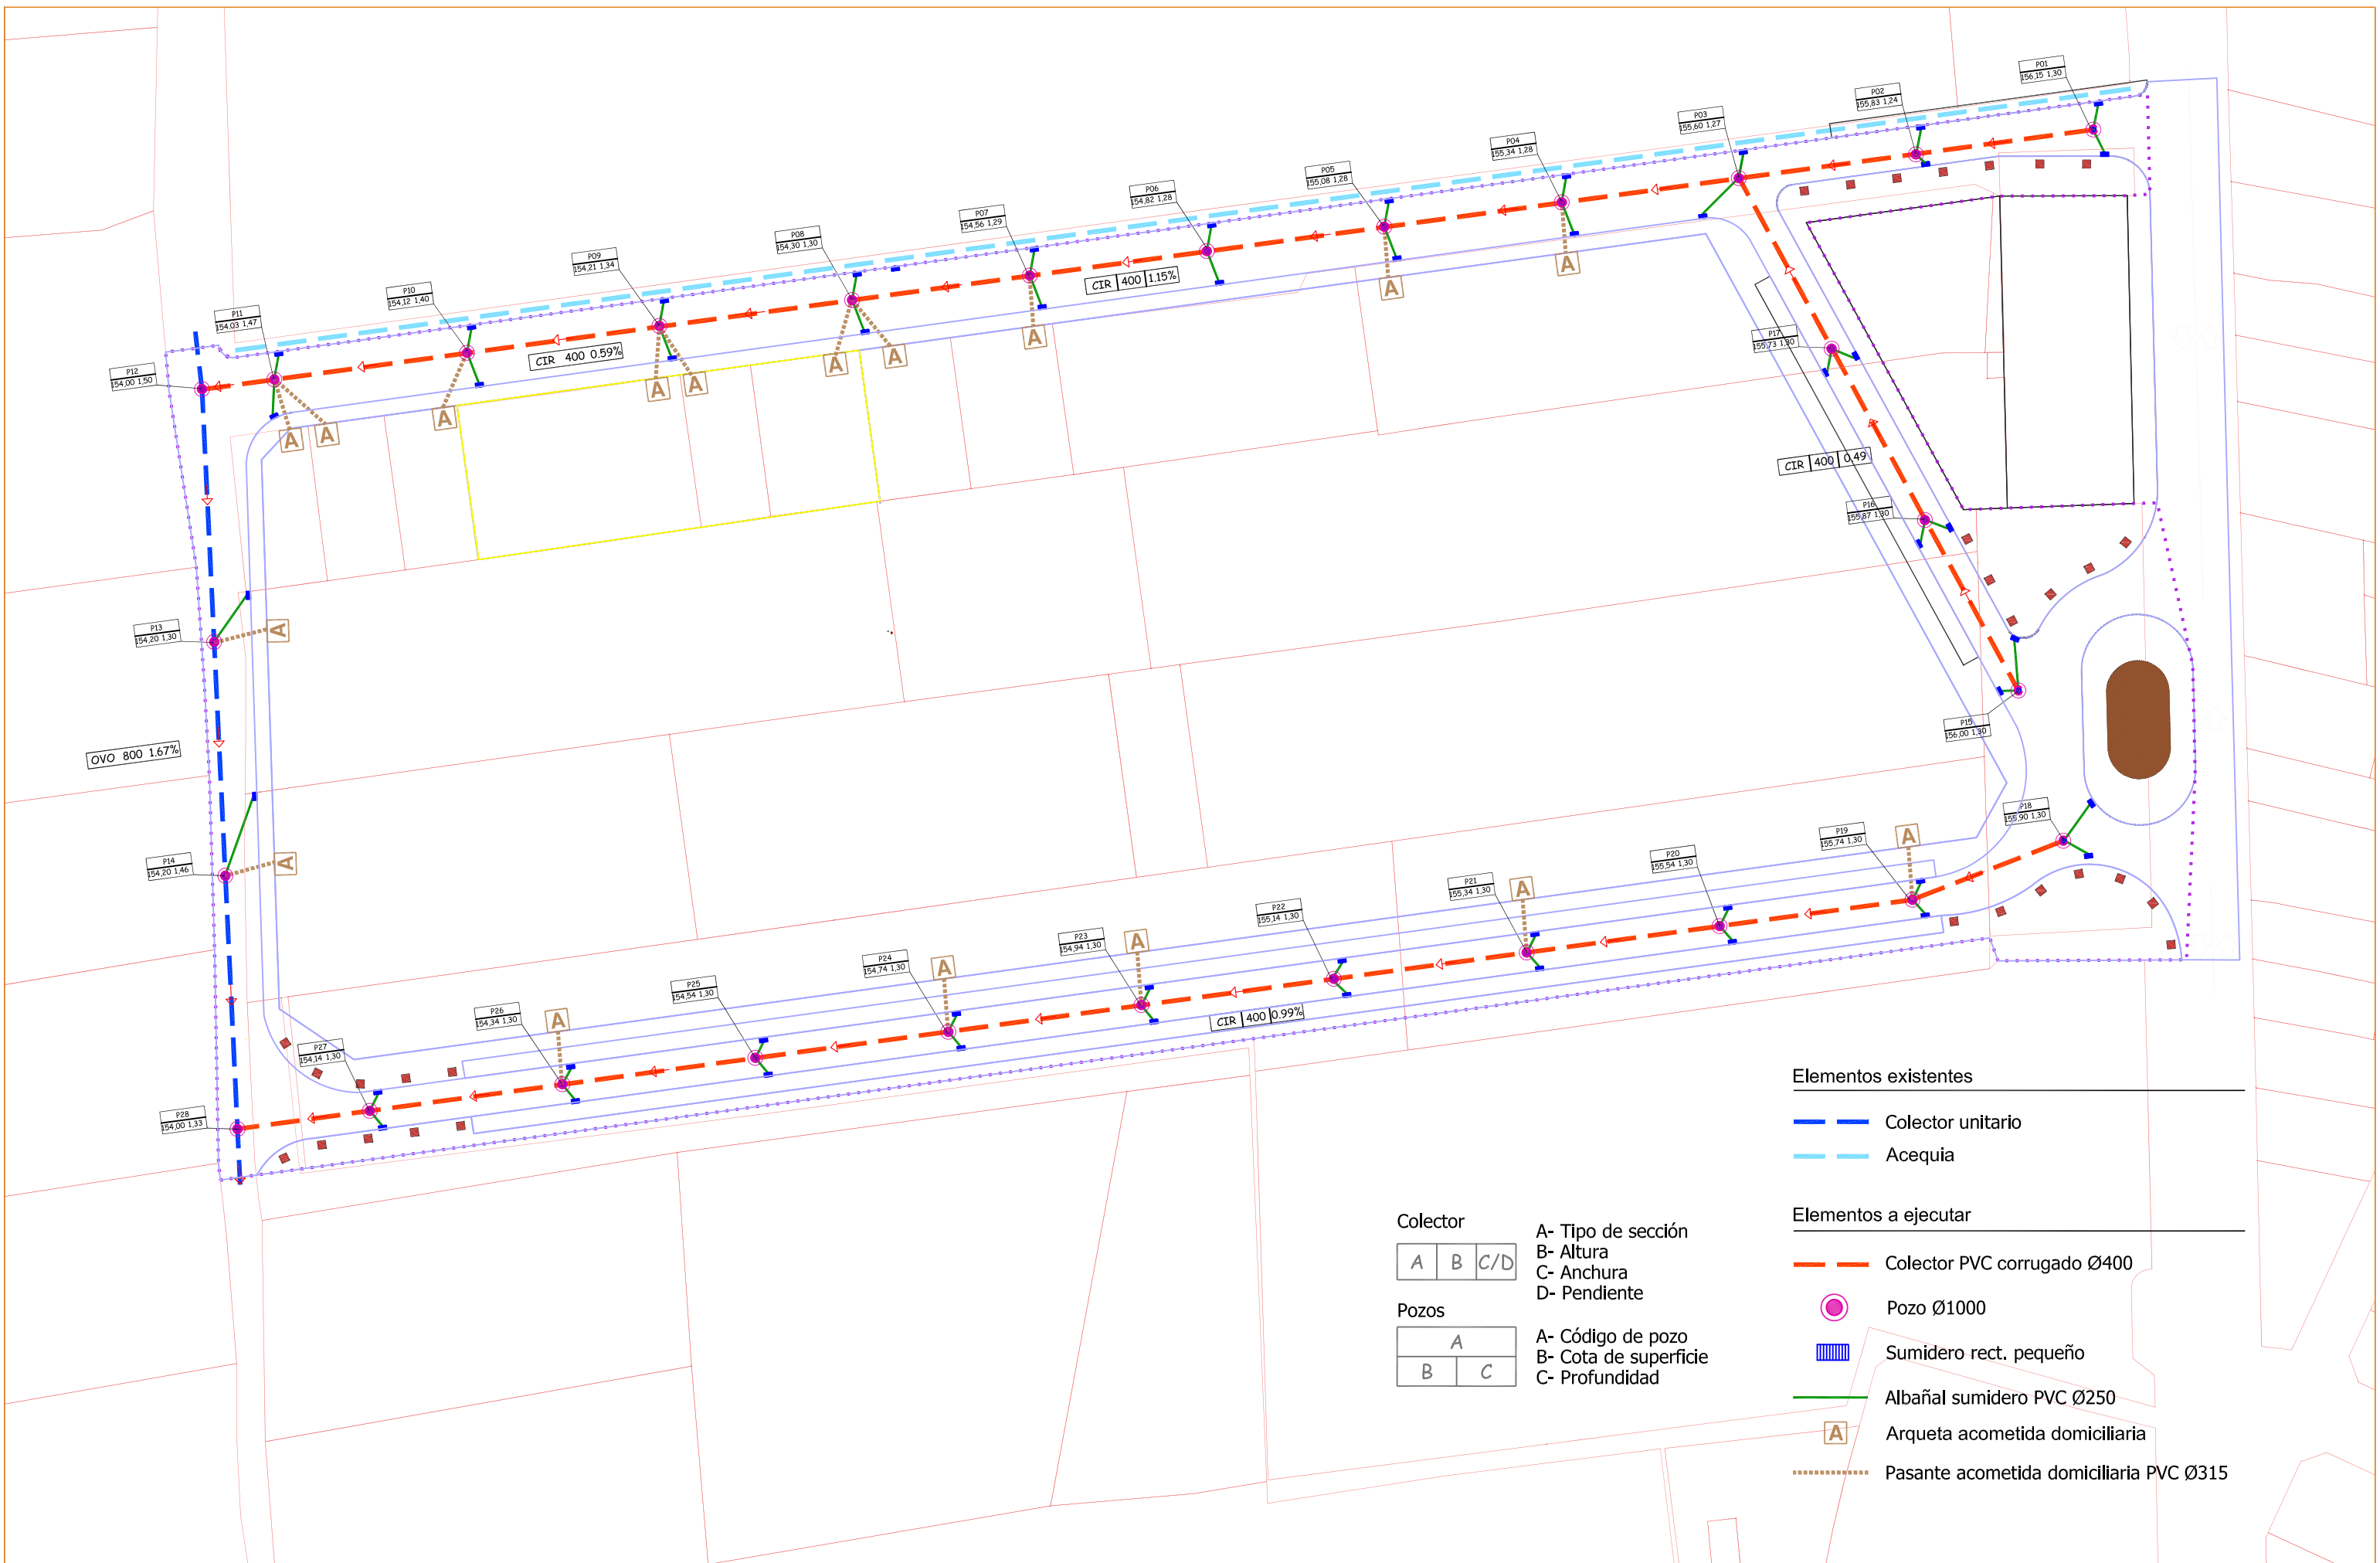 P01
156,15 1,30
P02
155,83 1,24
P03
155,60 1,27
P04
155,34 1,28
P05
155,08 1,28
P06
154,82 1,28
P07
154,56 1,29
P08
154,30 1,30
P09
154,21 1,34
P10
154,12 1,40
P11
154,03 1,47
P12
154,00 1,50
CIR 400 1.15%
CIR 400 0.59%
A
A
A
A
A
A
A
A
A
A
P17
155,73 1,30
CIR 400 0.49
P16
155,87 1,30
P15
156,00 1,30
P13
154,20 1,30
A
OVO 800 1.67%
P14
154,20 1,46
A
P18
155,90 1,30
P19
155,74 1,30
A
P20
155,54 1,30
P21
155,34 1,30
A
P22
155,14 1,30
P23
154,94 1,30
A
P24
154,74 1,30
A
P25
154,54 1,30
P26
154,34 1,30
A
P27
154,14 1,30
P28
154,00 1,33
CIR 400 0.99%
Colector
A B C/D
A- Tipo de sección
B- Altura
C- Anchura
D- Pendiente
Pozos
A
B C
A- Código de pozo
B- Cota de superficie
C- Profundidad
Elementos existentes
Colector unitario
Acequia
Elementos a ejecutar
Colector PVC corrugado Ø400
Pozo Ø1000
Sumidero rect. pequeño
Albañal sumidero PVC Ø250
A Arqueta acometida domiciliaria
Pasante acometida domiciliaria PVC Ø315